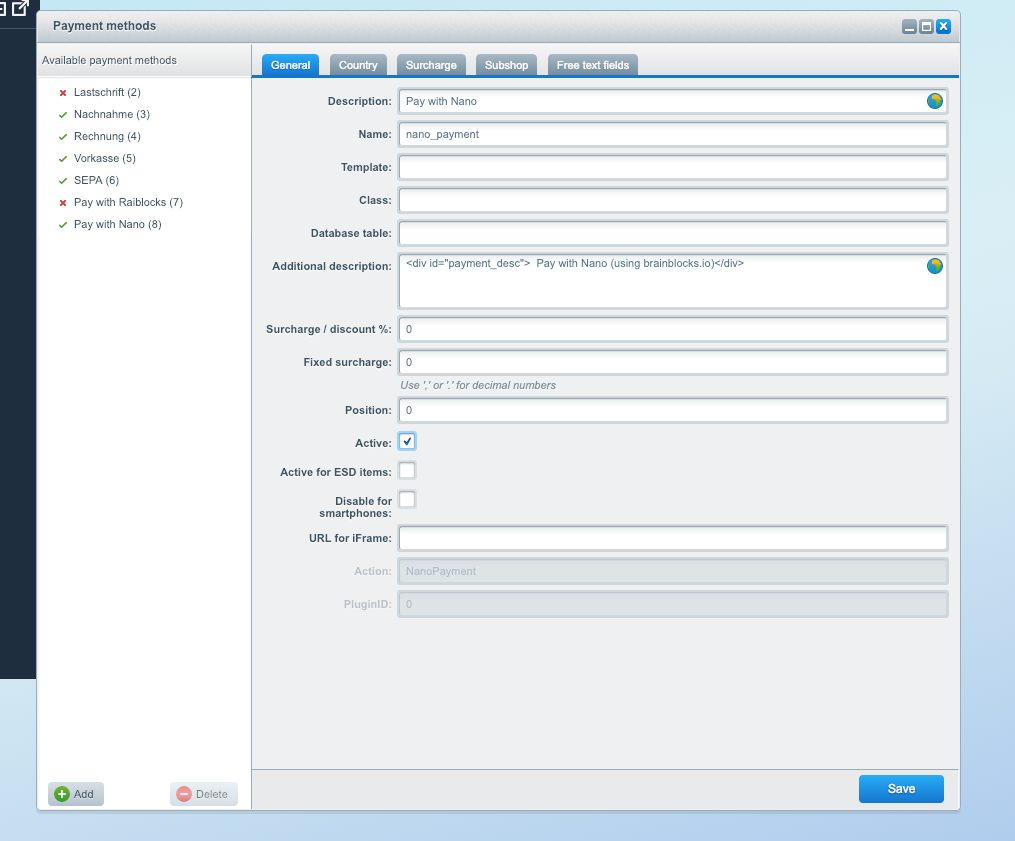 Payment methods
Available payment methods
Lastschrift (2)
Nachnahme (3)
Rechnung (4)
Vorkasse (5)
SEPA (6)
Pay with Raiblocks (7)
Pay with Nano (8)
Add
Delete
General Country Surcharge Subshop Free text fields
Description: Pay with Nano
Name: nano_payment
Template:
Class:
Database table:
Additional description: <div id="payment_desc">  Pay with Nano (using brainblocks.io)</div>
Surcharge / discount %: 0
Fixed surcharge: 0
Use ',' or '.' for decimal numbers
Position: 0
Active:
Active for ESD items:
Disable for
smartphones:
URL for iFrame:
Action: NanoPayment
PluginID: 0
Save